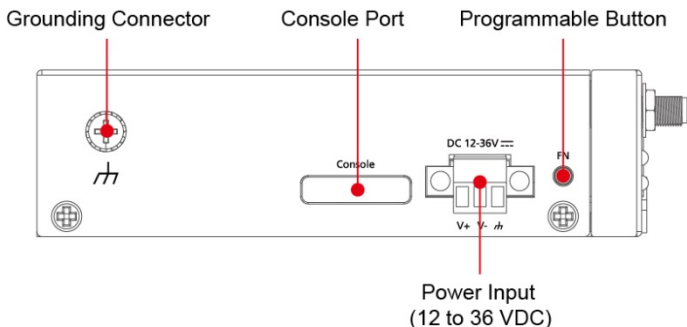 Grounding Connector
Console Port
Programmable Button
DC 12-36V
FN
Console
V+ V-
Power Input
(12 to 36 VDC)